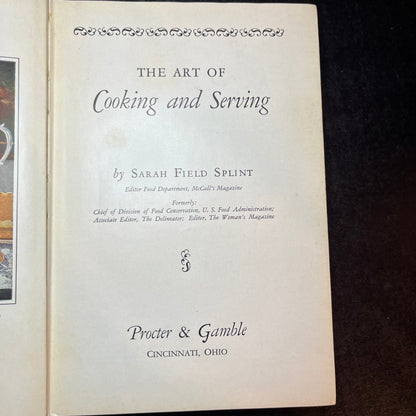 THE ART OF
Cooking and Serving
by SARAH FIELD SPLINT
Editor Food Department, McCall's Magazine
Formerly:
Chief of Division of Food Conservation, U. S. Food Administration;
Associate Editor, The Delineator; Editor, The Woman's Magazine
Procter & Gamble
CINCINNATI, OHIO